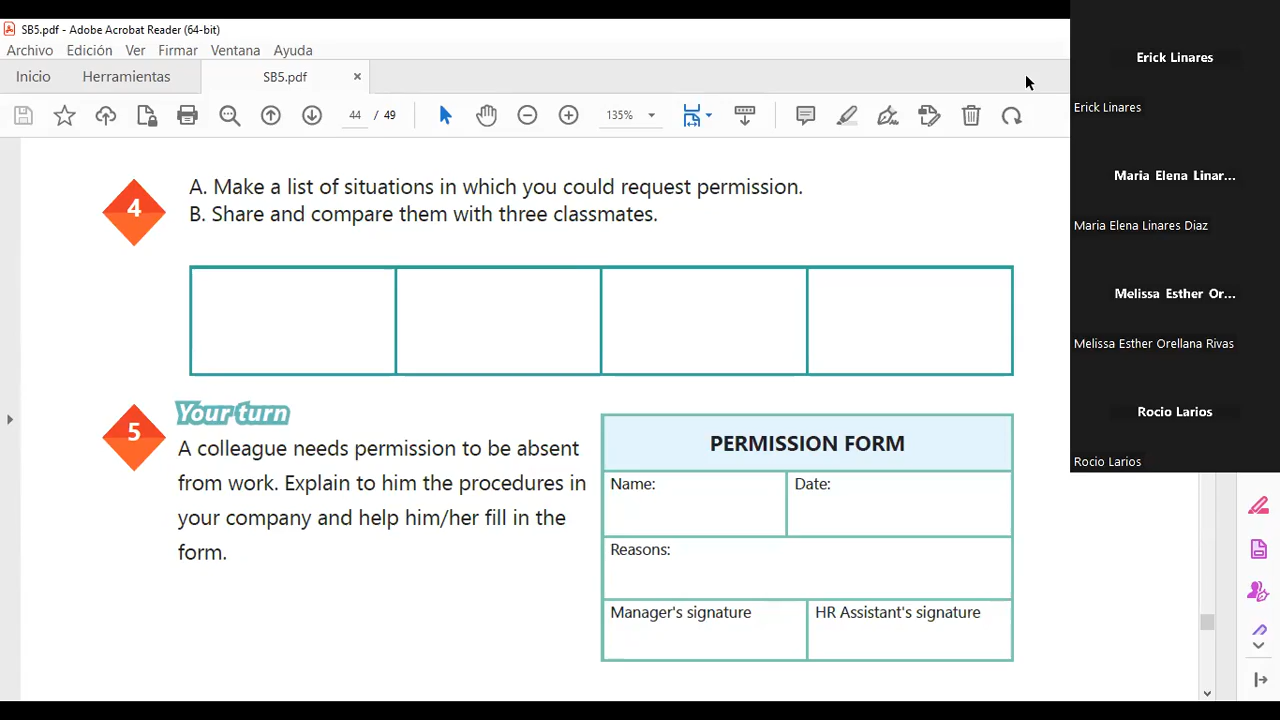 SB5.pdf - Adobe Acrobat Reader (64-bit)
Archivo Edición Ver Firmar Ventana Ayuda
Inicio Herramientas SB5.pdf ×
44 / 49 135%
4
A. Make a list of situations in which you could request permission.
B. Share and compare them with three classmates.
5
Your turn
A colleague needs permission to be absent
from work. Explain to him the procedures in
your company and help him/her fill in the
form.
PERMISSION FORM
Name: Date:
Reasons:
Manager's signature HR Assistant's signature
Erick Linares
Erick Linares
Maria Elena Linar...
Maria Elena Linares Diaz
Melissa Esther Or...
Melissa Esther Orellana Rivas
Rocio Larios
Rocio Larios